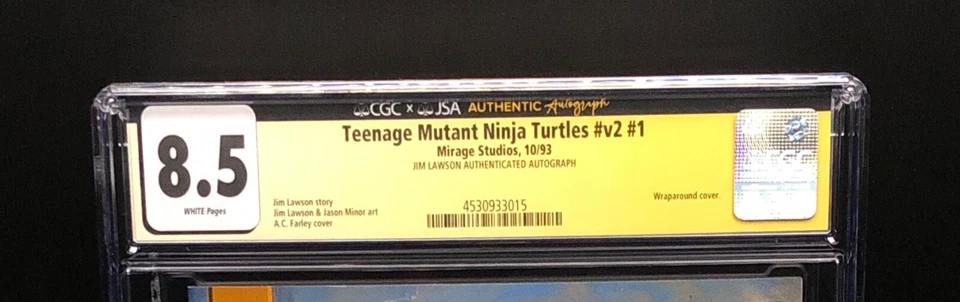 CGC x JSA AUTHENTIC Autograph
Teenage Mutant Ninja Turtles #v2 #1
Mirage Studios, 10/93
JIM LAWSON AUTHENTICATED AUTOGRAPH
8.5
WHITE Pages
Jim Lawson story
Jim Lawson & Jason Minor art
A.C. Farley cover
4530933015
Wraparound cover.